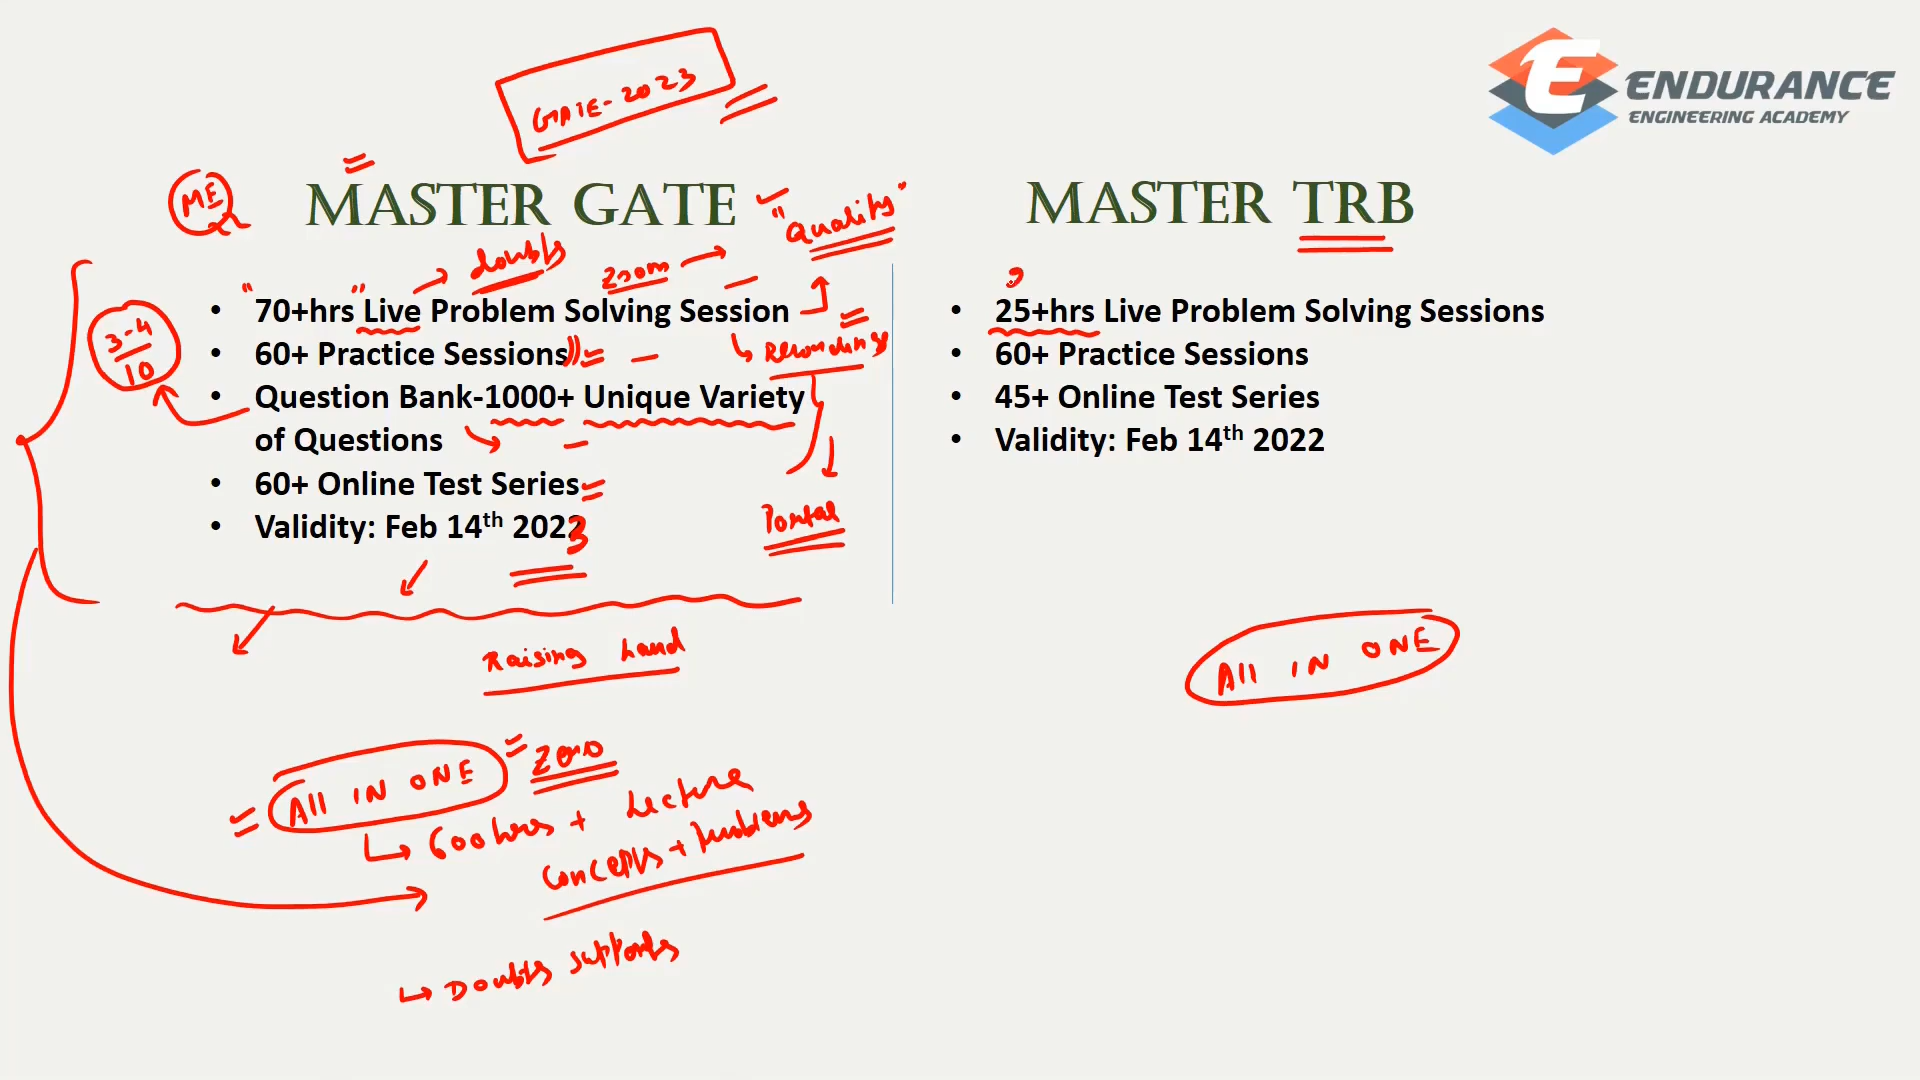 GATE-2023
ENDURANCE
ENGINEERING ACADEMY
ME
MASTER GATE
"Quality"
doubts
Zoom
• "70+hrs Live" Problem Solving Session
Recordings
3-4
10
• 60+ Practice Sessions
• Question Bank-1000+ Unique Variety
of Questions
• 60+ Online Test Series
• Validity: Feb 14th 2023
Portal
Raising hand
All IN ONE
Zero
600hrs + Lecture
Concepts + Problems
Doubts supports
MASTER TRB
• 25+hrs Live Problem Solving Sessions
• 60+ Practice Sessions
• 45+ Online Test Series
• Validity: Feb 14th 2022
All IN ONE